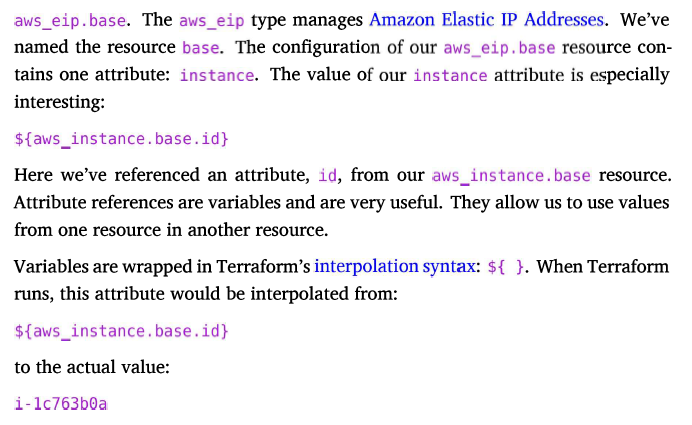 aws_eip.base. The aws_eip type manages Amazon Elastic IP Addresses. We’ve
named the resource base. The configuration of our aws_eip.base resource con-
tains one attribute: instance. The value of our instance attribute is especially
interesting:
${aws_instance.base.id}
Here we’ve referenced an attribute, id, from our aws_instance.base resource.
Attribute references are variables and are very useful. They allow us to use values
from one resource in another resource.
Variables are wrapped in Terraform’s interpolation syntax: ${ }. When Terraform
runs, this attribute would be interpolated from:
${aws_instance.base.id}
to the actual value:
i-1c763b0a